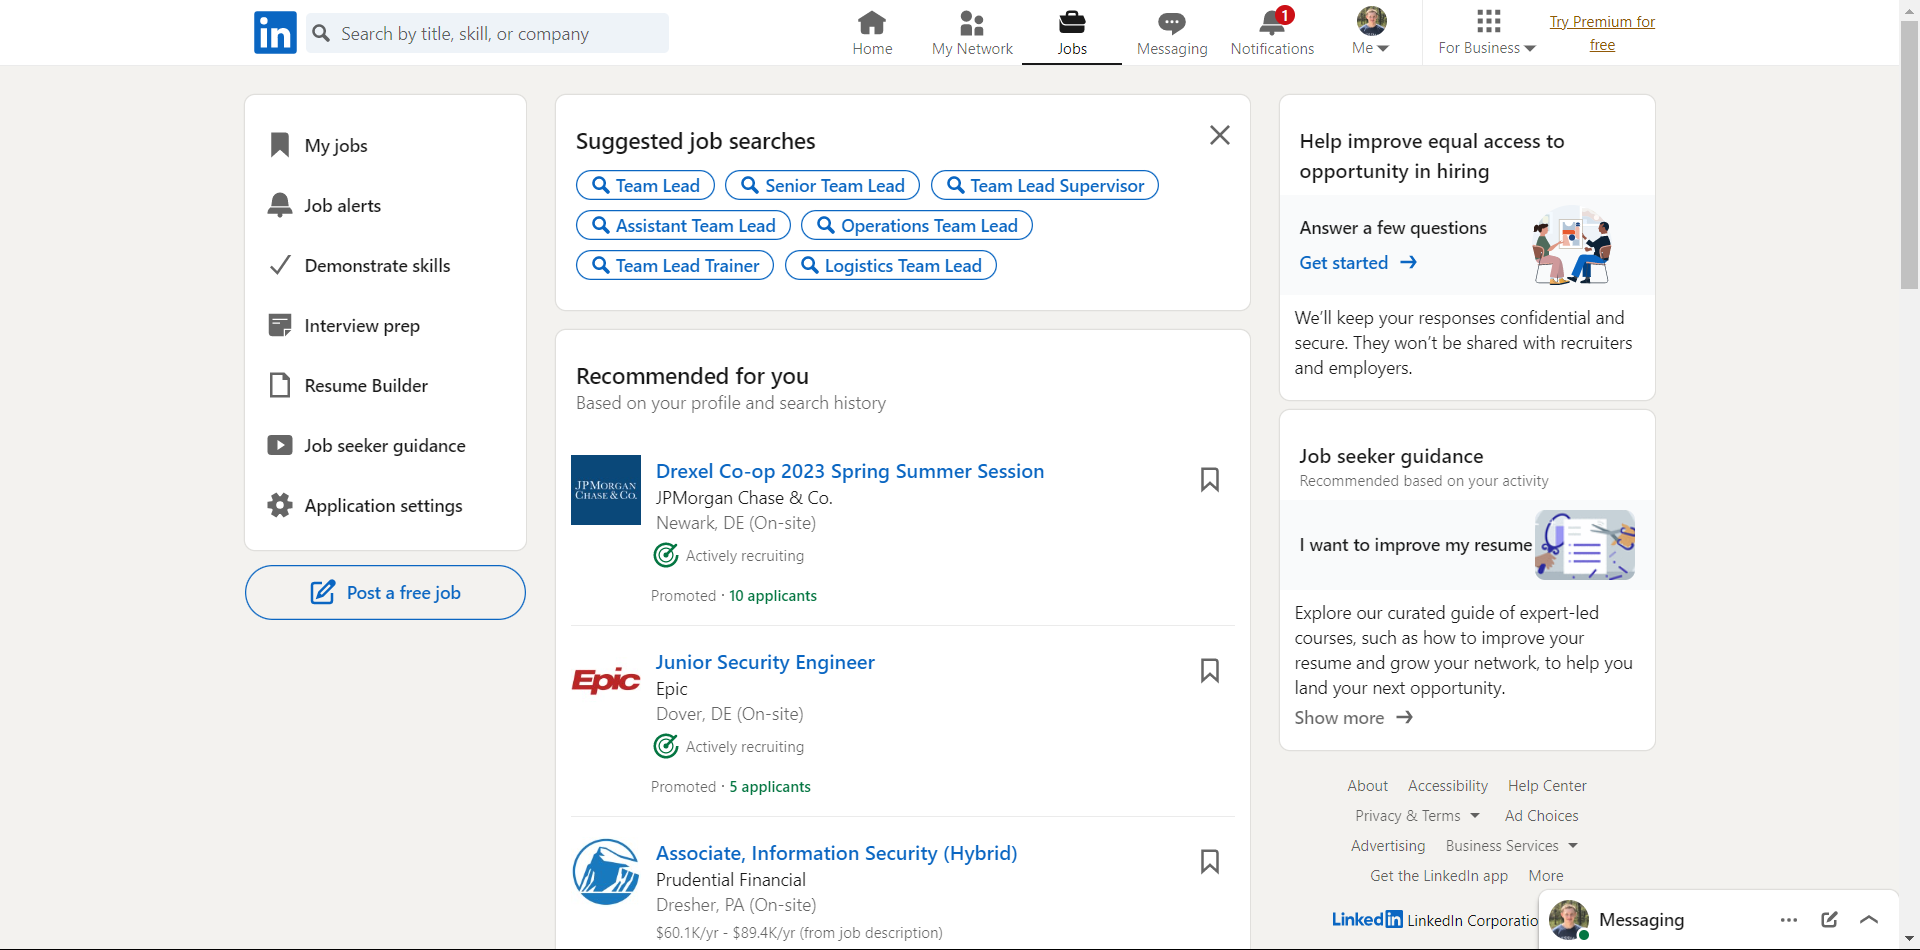 in
Search by title, skill, or company
Home
My Network
Jobs
Messaging
1
Notifications
Me
For Business
Try Premium for
free
My jobs
Job alerts
Demonstrate skills
Interview prep
Resume Builder
Job seeker guidance
Application settings
Post a free job
Suggested job searches
Team Lead
Senior Team Lead
Team Lead Supervisor
Assistant Team Lead
Operations Team Lead
Team Lead Trainer
Logistics Team Lead
Recommended for you
Based on your profile and search history
JPMORGAN
CHASE & CO.
Drexel Co-op 2023 Spring Summer Session
JPMorgan Chase & Co.
Newark, DE (On-site)
Actively recruiting
Promoted · 10 applicants
Epic
Junior Security Engineer
Epic
Dover, DE (On-site)
Actively recruiting
Promoted · 5 applicants
Associate, Information Security (Hybrid)
Prudential Financial
Dresher, PA (On-site)
$60.1K/yr - $89.4K/yr (from job description)
Help improve equal access to
opportunity in hiring
Answer a few questions
Get started
We’ll keep your responses confidential and
secure. They won’t be shared with recruiters
and employers.
Job seeker guidance
Recommended based on your activity
I want to improve my resume
Explore our curated guide of expert-led
courses, such as how to improve your
resume and grow your network, to help you
land your next opportunity.
Show more
About Accessibility Help Center
Privacy & Terms Ad Choices
Advertising Business Services
Get the LinkedIn app More
Linkedin LinkedIn Corporatio
Messaging